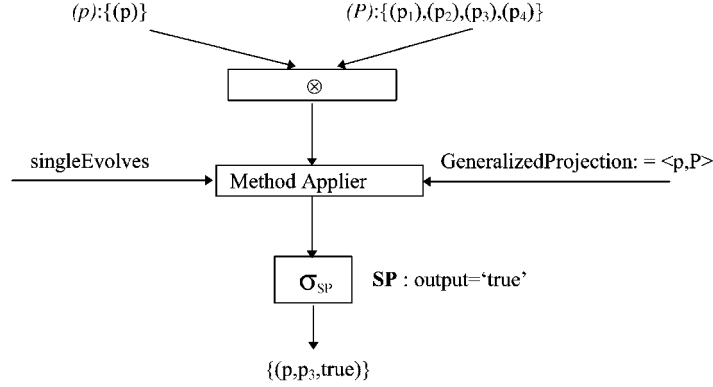 (p):{(p)} (P):{(p₁),(p₂),(p₃),(p₄)}
⊗
singleEvolves GeneralizedProjection: = <p,P>
Method Applier
σSP SP : output=‘true’
{(p,p₃,true)}